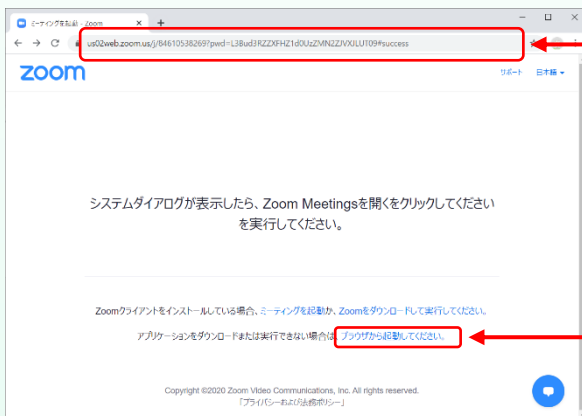 ミーティングを起動 - Zoom
us02web.zoom.us/j/84610538269?pwd=L3Bud3RZZXFHZ1d0UzZMN2ZJVXJLUT09#success
zoom
サポート 日本語
システムダイアログが表示したら、Zoom Meetingsを開くをクリックしてください
を実行してください。
Zoomクライアントをインストールしている場合、ミーティングを起動か、Zoomをダウンロードして実行してください。
アプリケーションをダウンロードまたは実行できない場合は、ブラウザから起動してください。
Copyright ©2020 Zoom Video Communications, Inc. All rights reserved.
「プライバシーおよび法務ポリシー」